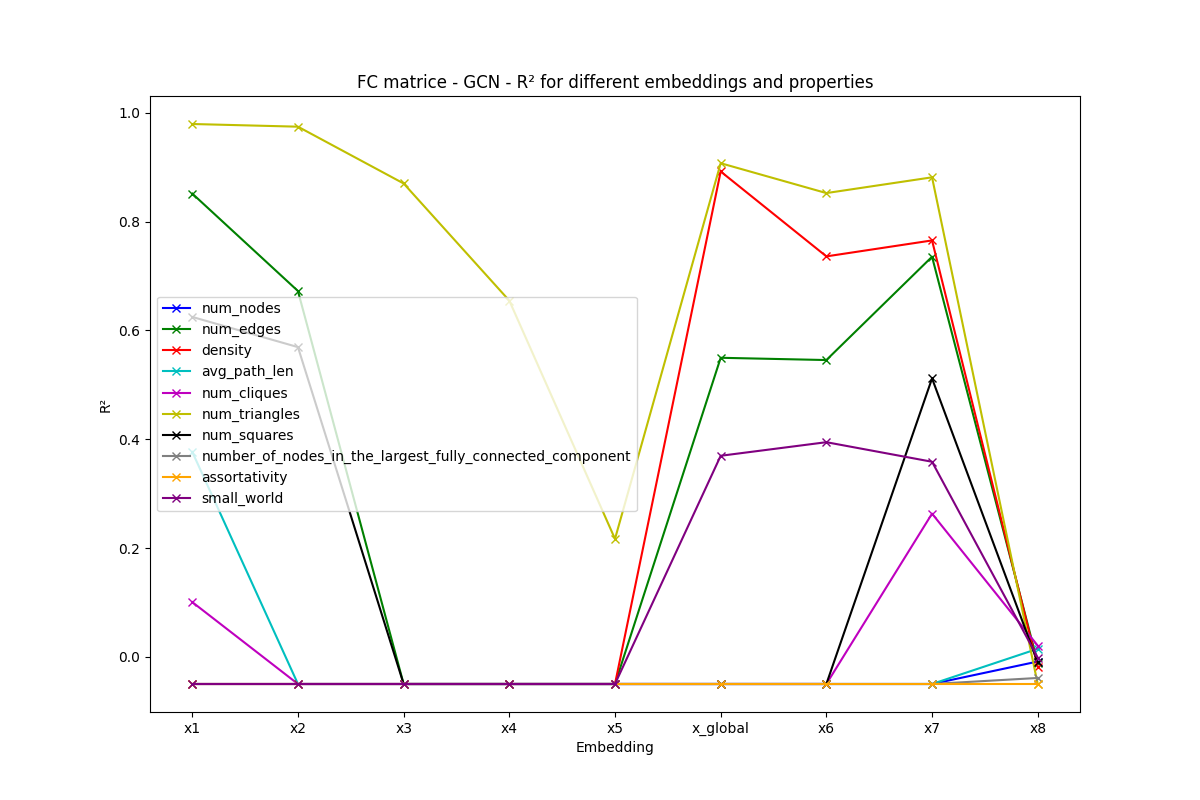 FC matrice - GCN - R² for different embeddings and properties
1.0
0.8
0.6
0.4
0.2
0.0
R²
num_nodes
num_edges
density
avg_path_len
num_cliques
num_triangles
num_squares
number_of_nodes_in_the_largest_fully_connected_component
assortativity
small_world
x1 x2 x3 x4 x5 x_global x6 x7 x8
Embedding